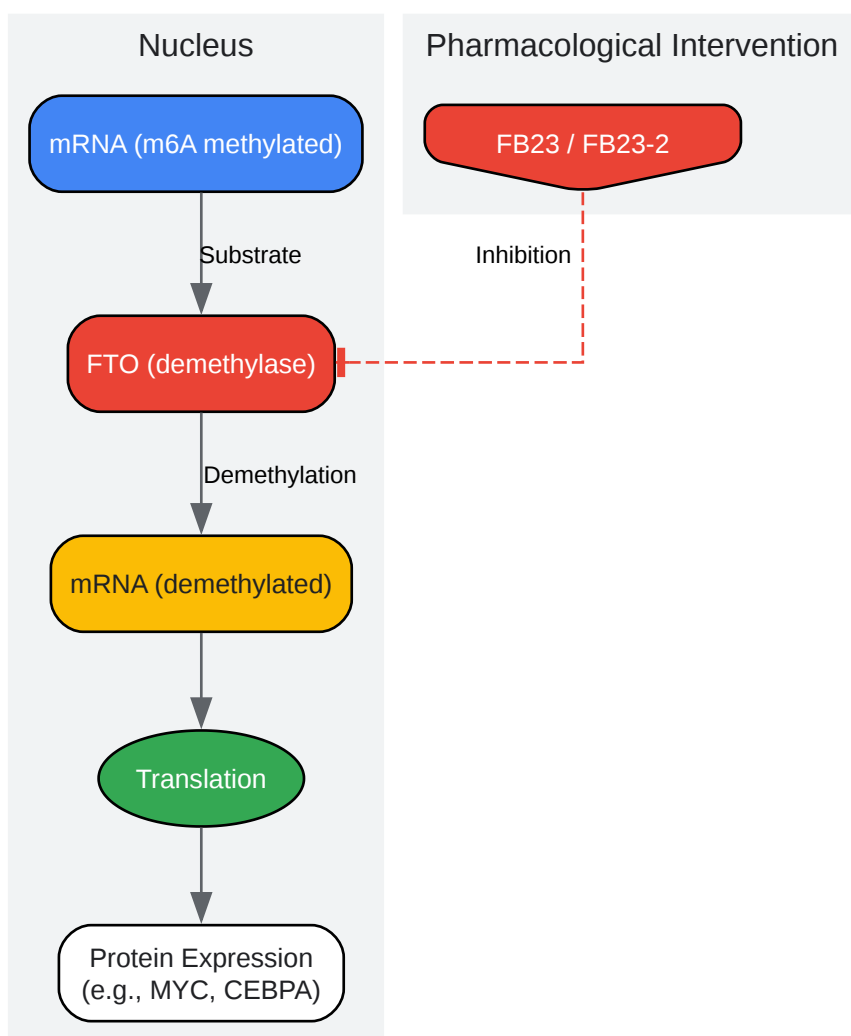 Nucleus
Pharmacological Intervention
mRNA (m6A methylated)
FB23 / FB23-2
Substrate
Inhibition
FTO (demethylase)
Demethylation
mRNA (demethylated)
Translation
Protein Expression
(e.g., MYC, CEBPA)